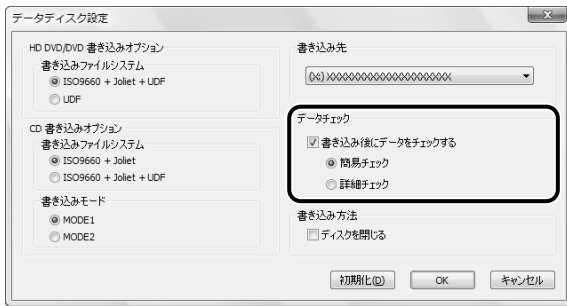 データディスク設定
HD DVD/DVD 書き込みオプション
書き込みファイルシステム
ISO9660 + Joliet + UDF
UDF
CD 書き込みオプション
書き込みファイルシステム
ISO9660 + Joliet
ISO9660 + Joliet + UDF
書き込みモード
MODE1
MODE2
書き込み先
(X:) XXXXXXXXXXXXXXXXXXXX
データチェック
書き込み後にデータをチェックする
簡易チェック
詳細チェック
書き込み方法
ディスクを閉じる
初期化(D)
OK
キャンセル